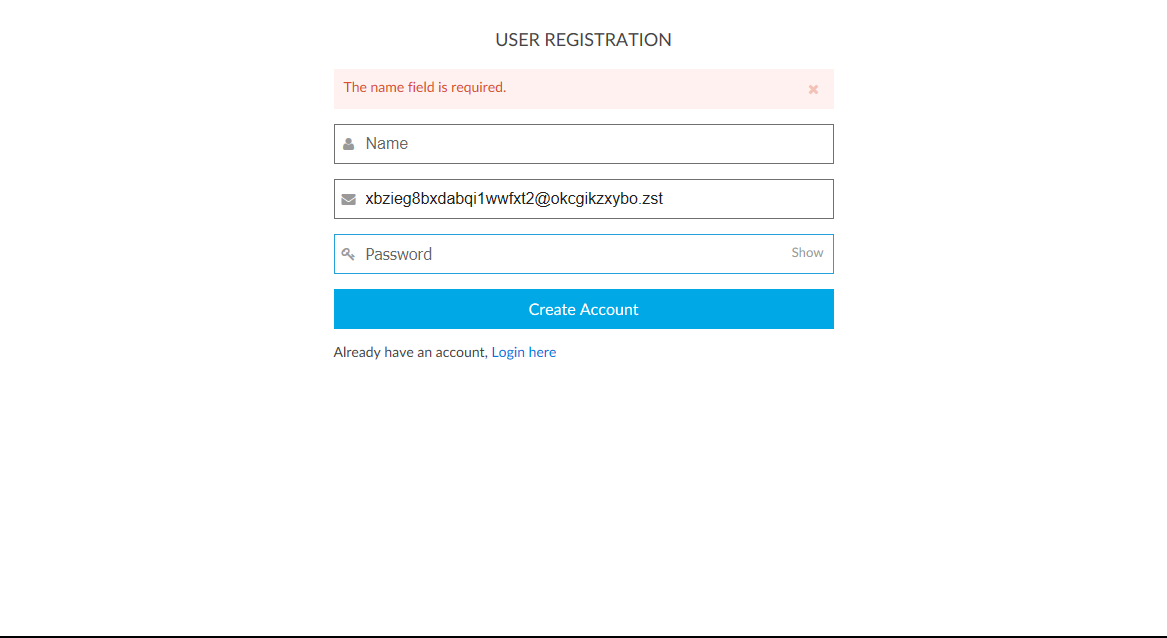 USER REGISTRATION
The name field is required.
Name
xbzieg8bxdabqi1wwfxt2@okcgikzxybo.zst
Password Show
Create Account
Already have an account, Login here